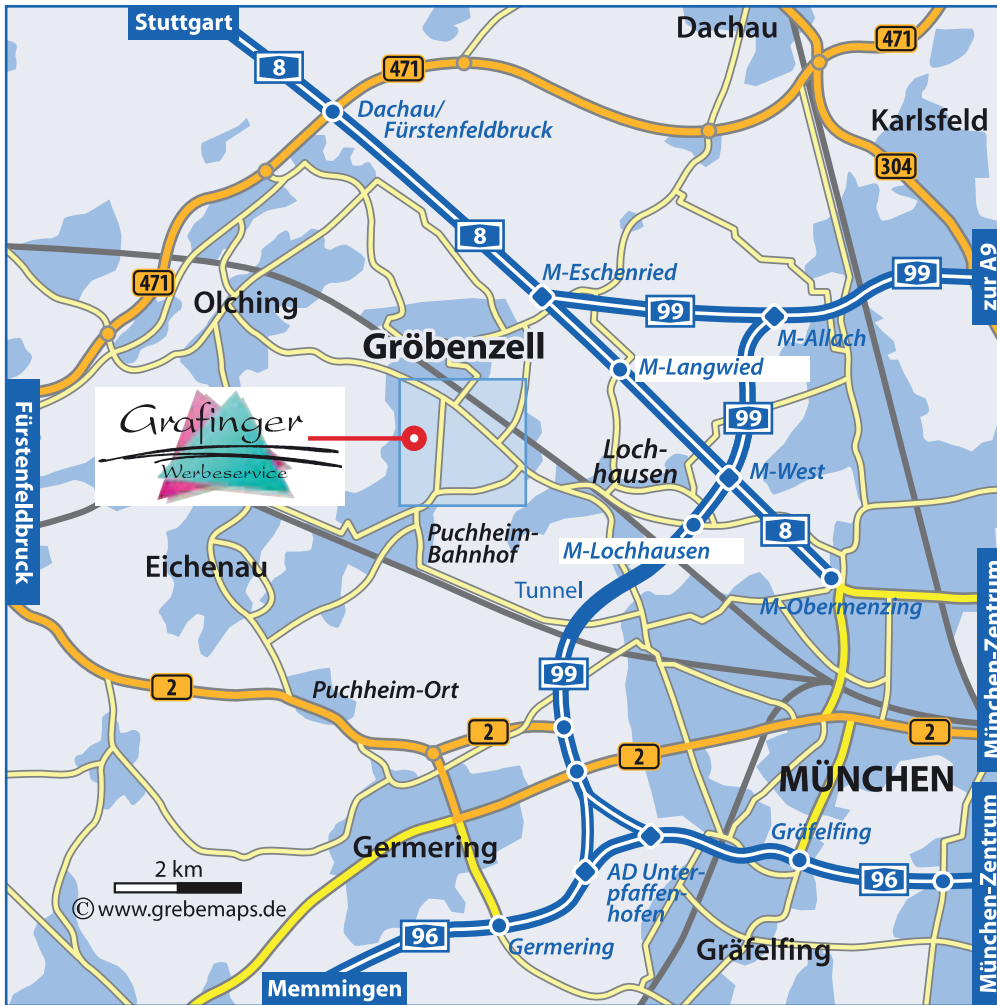 Stuttgart
Dachau
471
8
471
Dachau/
Fürstenfeldbruck
Karlsfeld
304
8
zur A9
99
M-Eschenried
471
Olching
99
M-Allach
Gröbenzell
M-Langwied
Fürstenfeldbruck
Grafinger
Werbeservice
99
Loch-
hausen
M-West
8
Puchheim-
Bahnhof
M-Lochhausen
Eichenau
Tunnel
M-Obermenzing
München-Zentrum
99
2
Puchheim-Ort
2
2
2
MÜNCHEN
Germering
Gräfelfing
2 km
AD Unter-
pfaffen-
hofen
96
München-Zentrum
© www.grebemaps.de
96
Germering
Gräfelfing
Memmingen